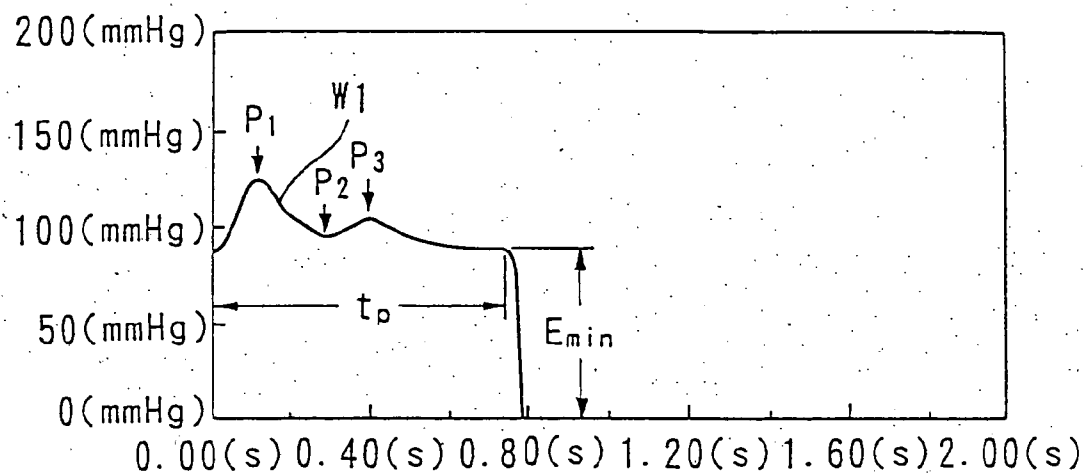 200(mmHg)
W1
150(mmHg)
P1
P3
P2
100(mmHg)
tp
50(mmHg)
Emin
0(mmHg)
0.00(s) 0.40(s) 0.80(s) 1.20(s) 1.60(s) 2.00(s)